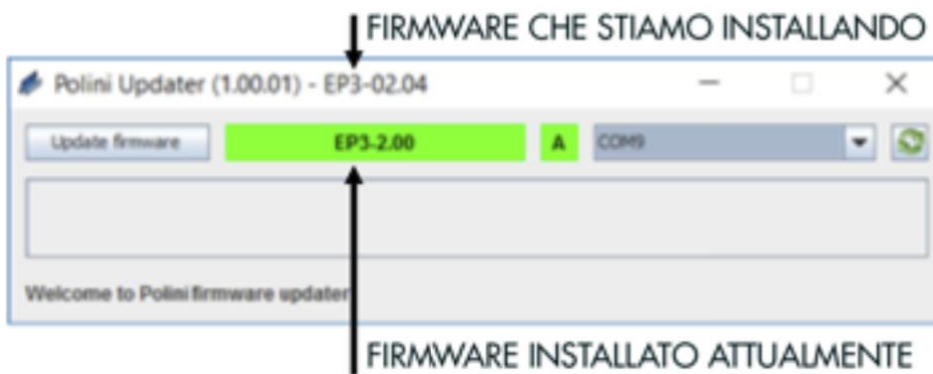 FIRMWARE CHE STIAMO INSTALLANDO
Polini Updater (1.00.01) - EP3-02.04
Update firmware EP3-2.00 A COM9
Welcome to Polini firmware updater
FIRMWARE INSTALLATO ATTUALMENTE